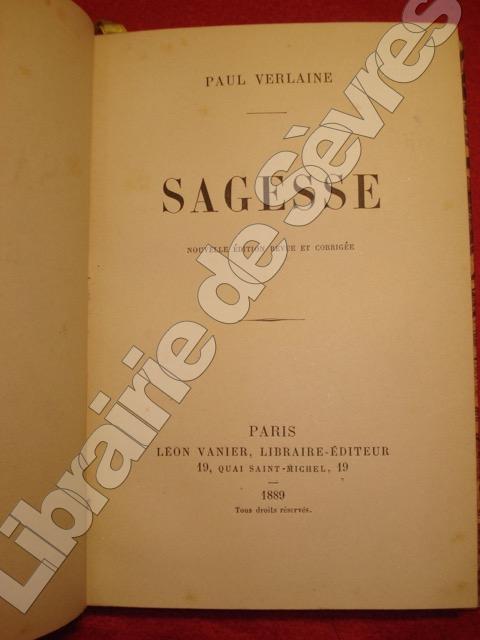 PAUL VERLAINE
SAGESSE
NOUVELLE ÉDITION REVUE ET CORRIGÉE
PARIS
LÉON VANIER, LIBRAIRE-ÉDITEUR
19, QUAI SAINT-MICHEL, 19
1889
Tous droits réservés.
Librairie de Sèvres